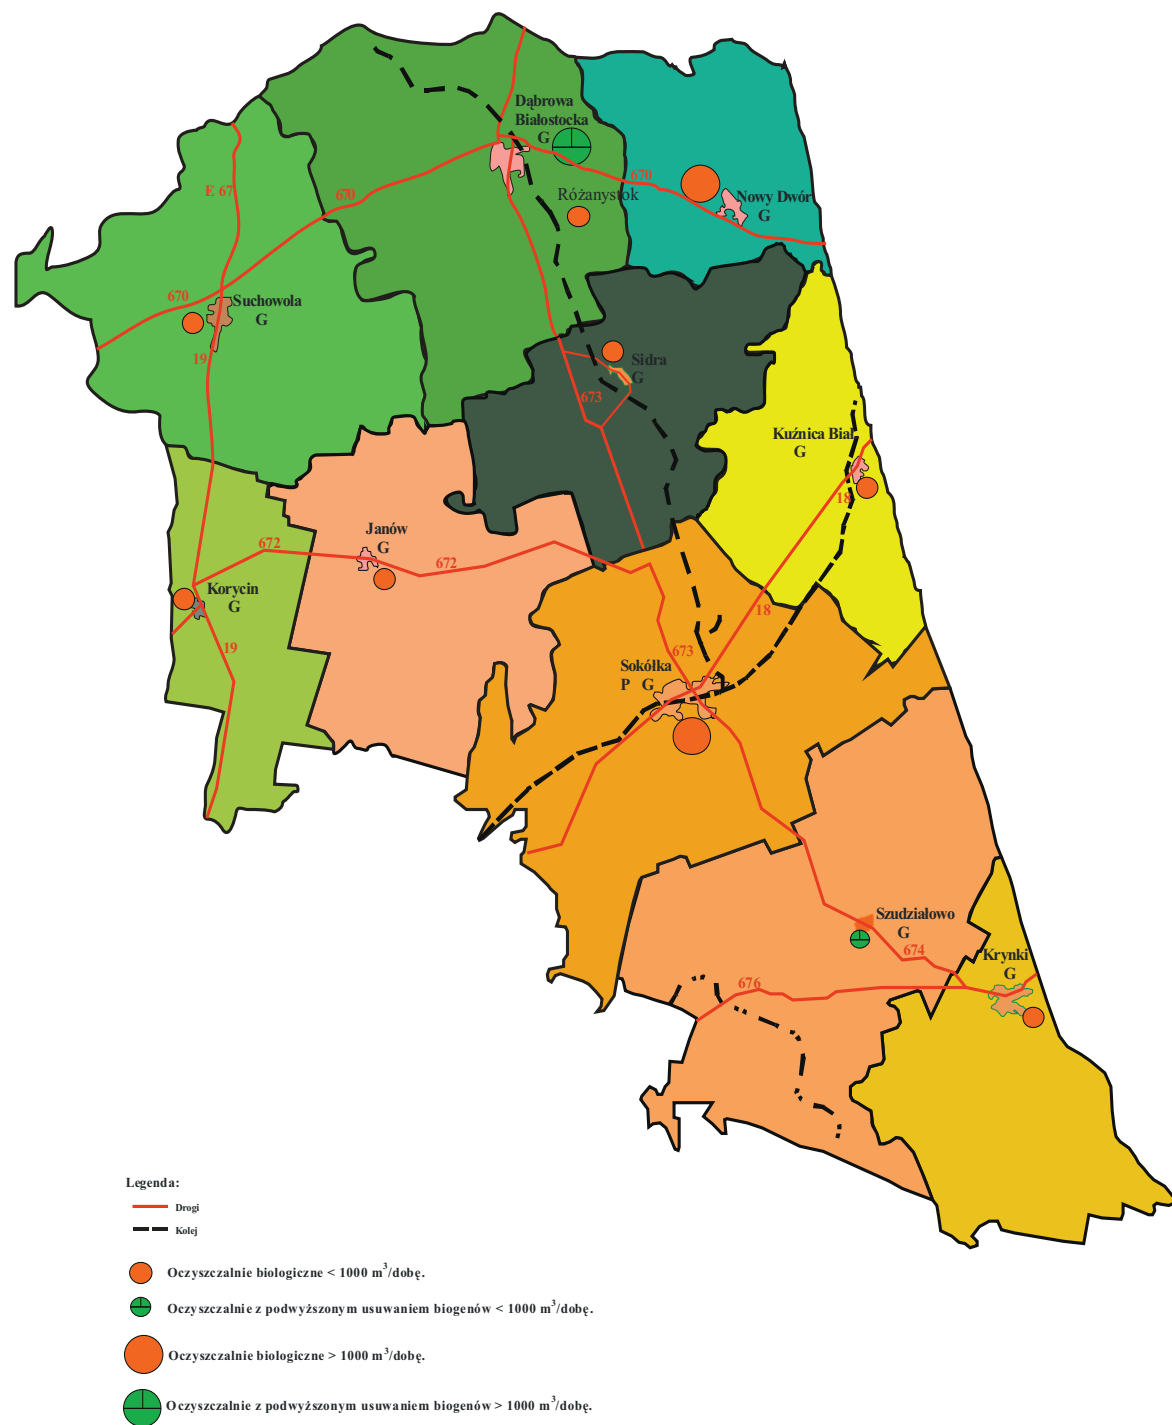 Dąbrowa
Białostocka
G
E 67
670
670
Różanystok
Nowy Dwór
G
670
Suchowola
G
19
Sidra
G
673
Kuźnica Biał
G
18
Janów
G
672
672
Korycin
G
18
19
673
Sokółka
P G
Szudziałowo
G
674
Krynki
G
676
Legenda:
Drogi
Kolej
Oczyszczalnie biologiczne < 1000 m³/dobę.
Oczyszczalnie z podwyższonym usuwaniem biogenów < 1000 m³/dobę.
Oczyszczalnie biologiczne > 1000 m³/dobę.
Oczyszczalnie z podwyższonym usuwaniem biogenów > 1000 m³/dobę.